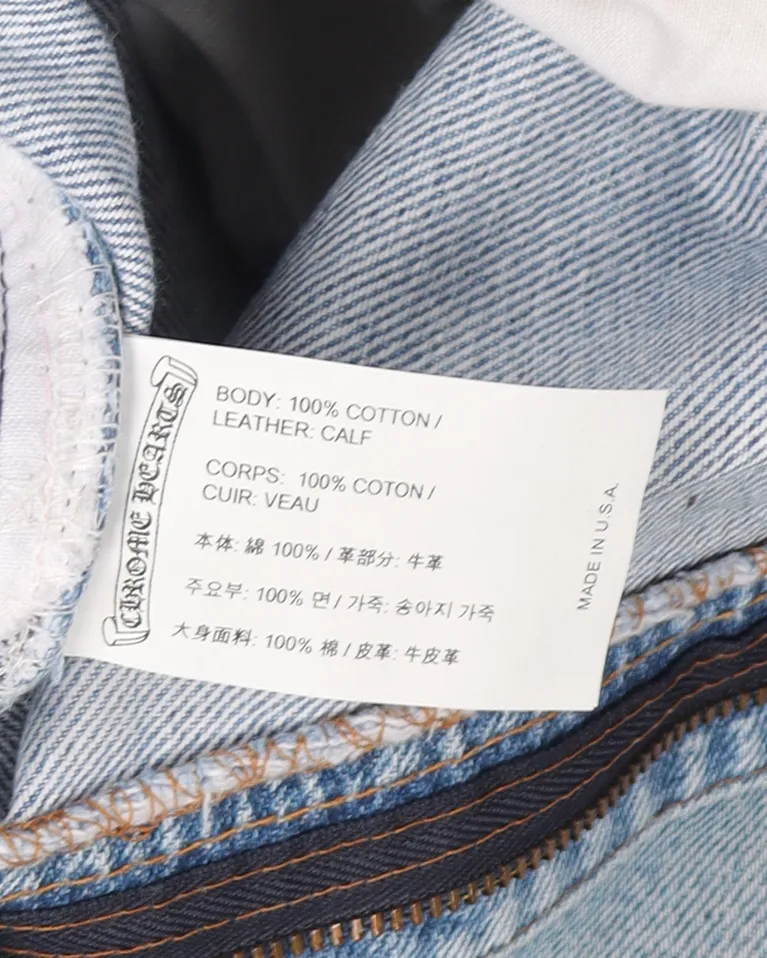 CHROME HEARTS
BODY: 100% COTTON /
LEATHER: CALF
CORPS: 100% COTON /
CUIR: VEAU
本体: 綿 100% / 革部分: 牛革
주요부: 100% 면 / 가죽: 송아지 가죽
大身面料: 100% 棉 / 皮革: 牛皮革
MADE IN U.S.A.